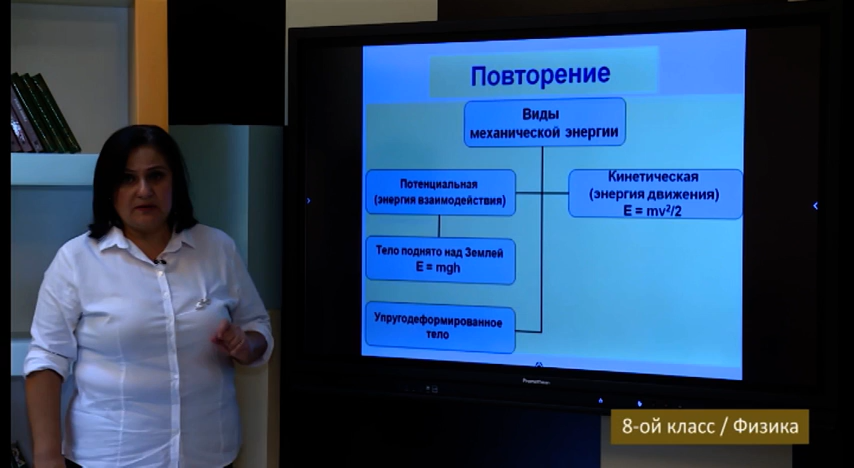 Повторение
Виды
механической энергии
Потенциальная
(энергия взаимодействия)
Кинетическая
(энергия движения)
E = mv²/2
Тело поднято над Землей
E = mgh
Упругодеформированное
тело
Promethean
8-ой класс / Физика